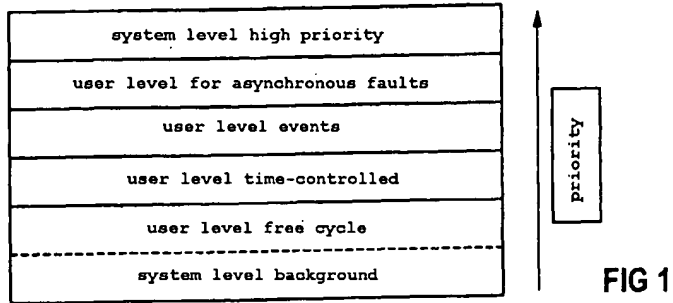 system level high priority
user level for asynchronous faults
user level events
user level time-controlled
user level free cycle
system level background
priority
FIG 1